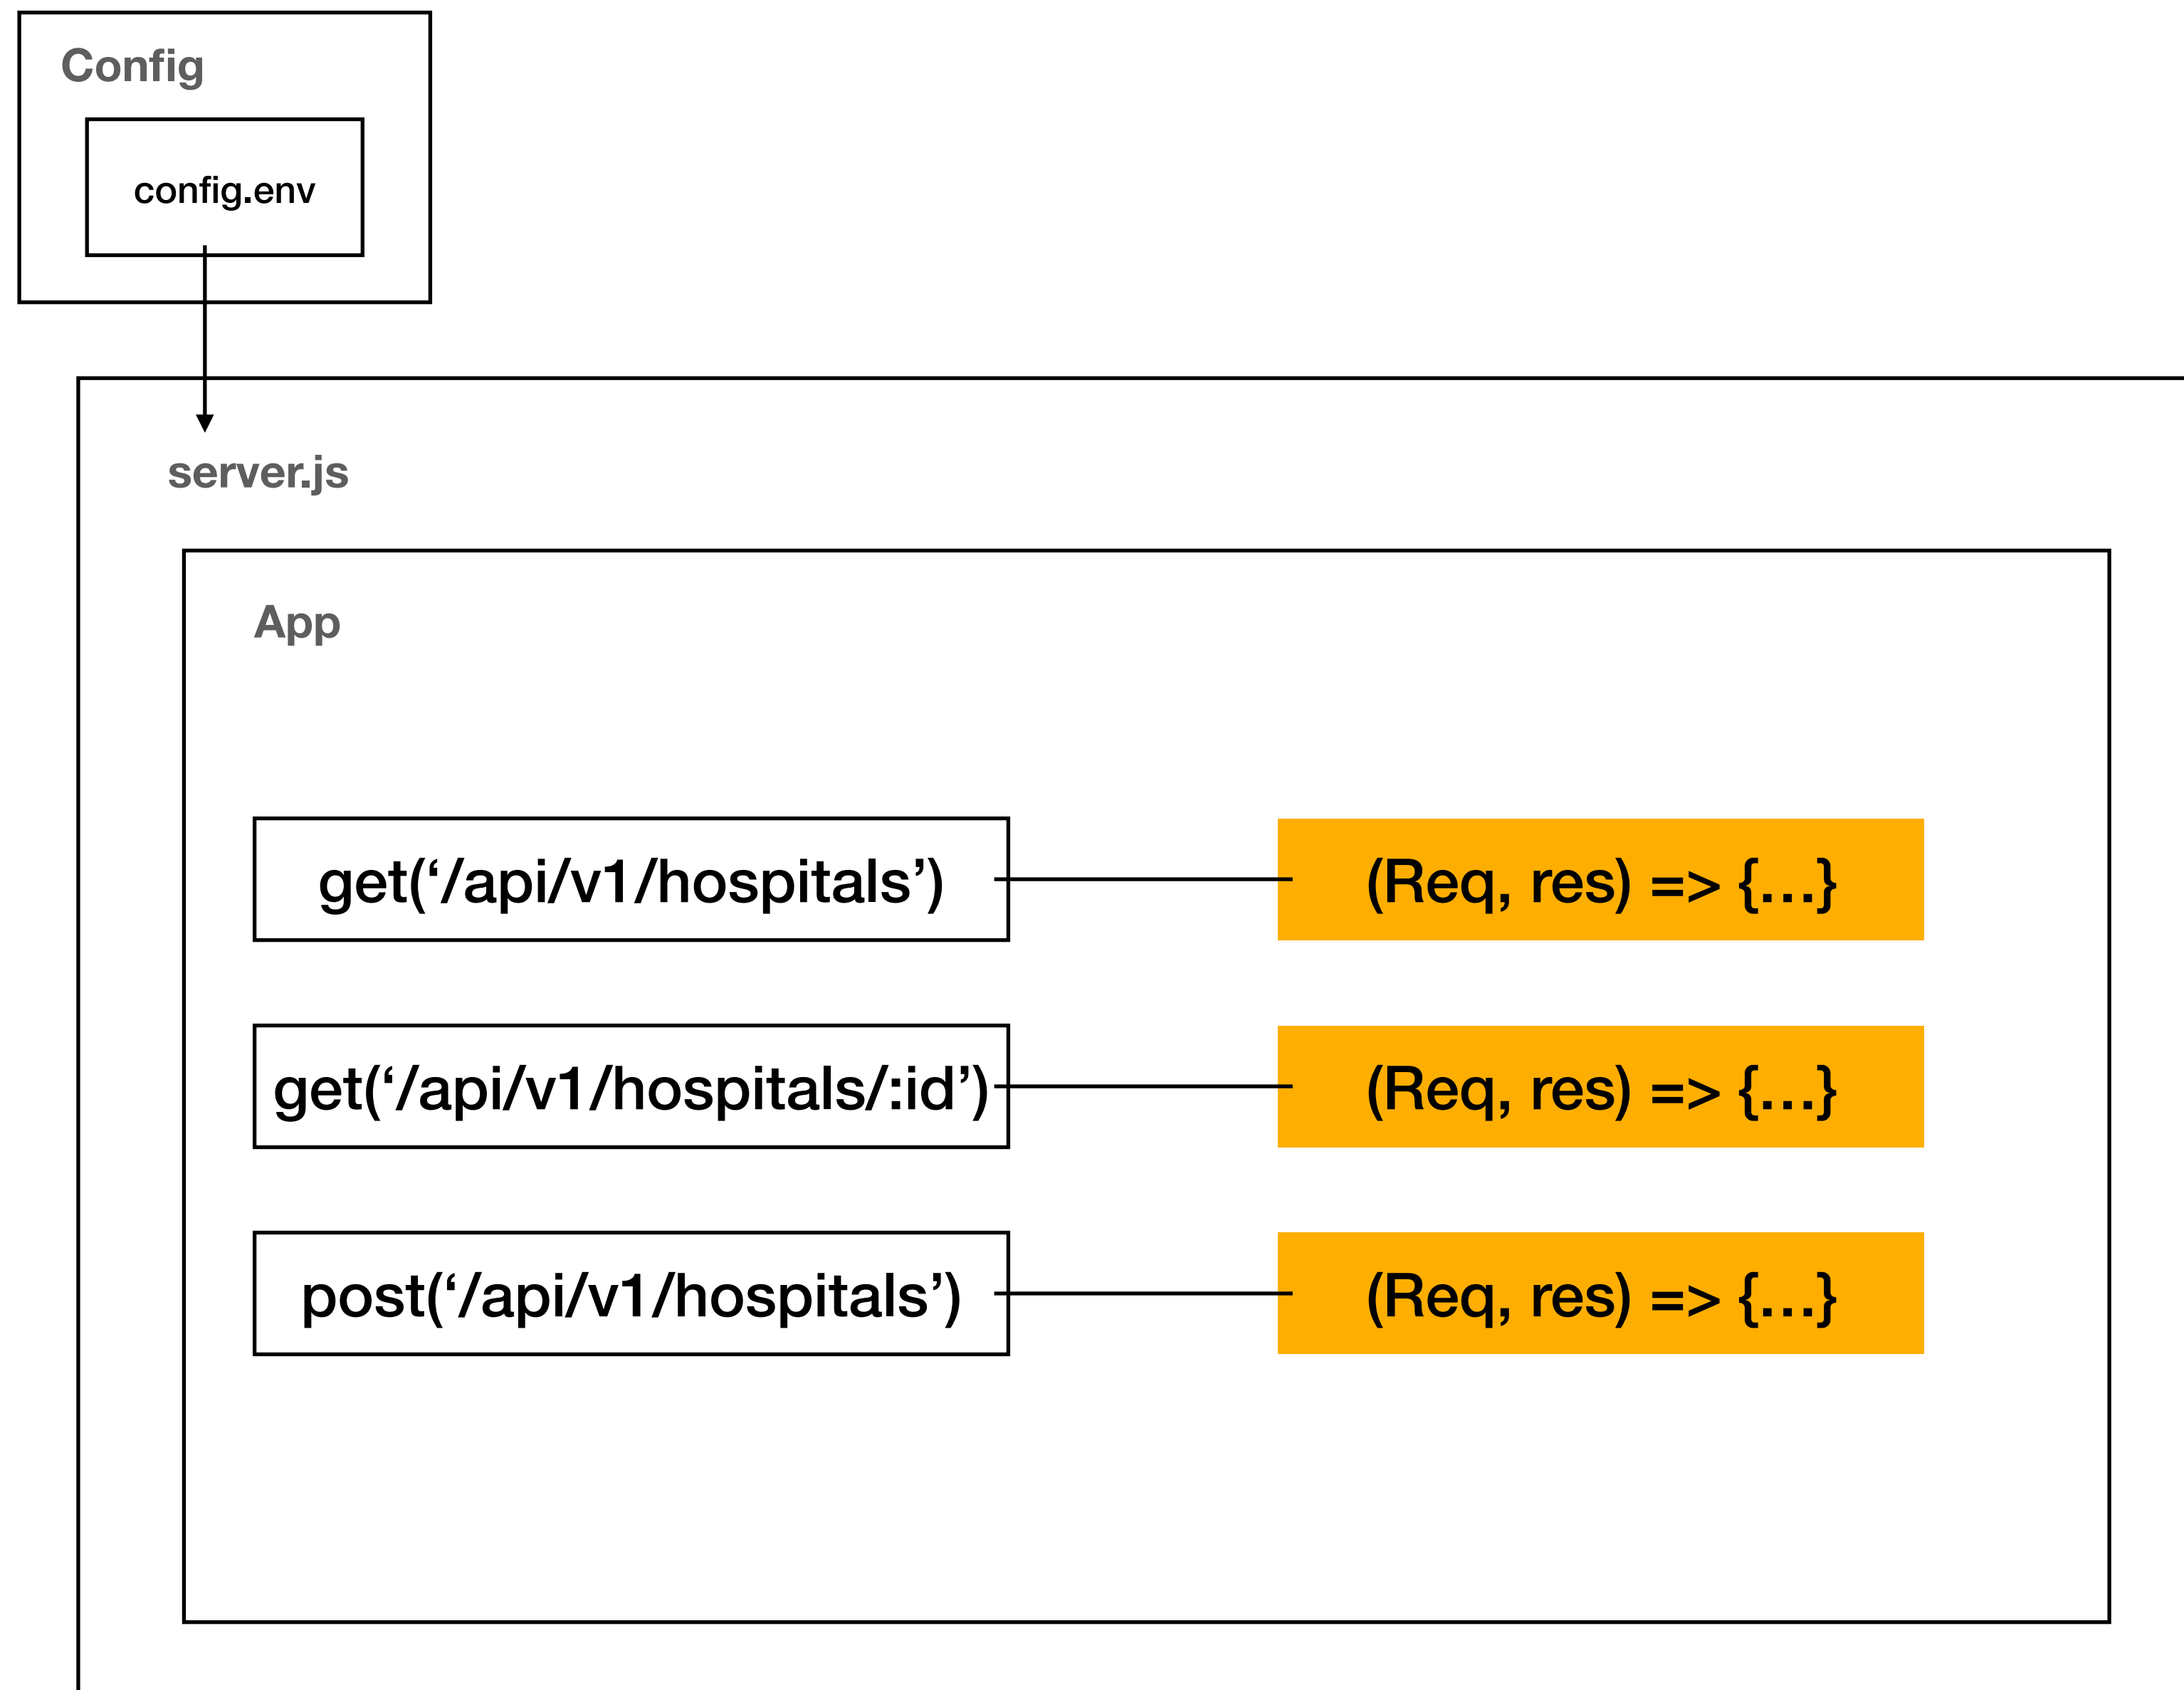 Config
config.env
server.js
App
get(‘/api/v1/hospitals’)
(Req, res) => {…}
get(‘/api/v1/hospitals/:id’)
(Req, res) => {…}
post(‘/api/v1/hospitals’)
(Req, res) => {…}